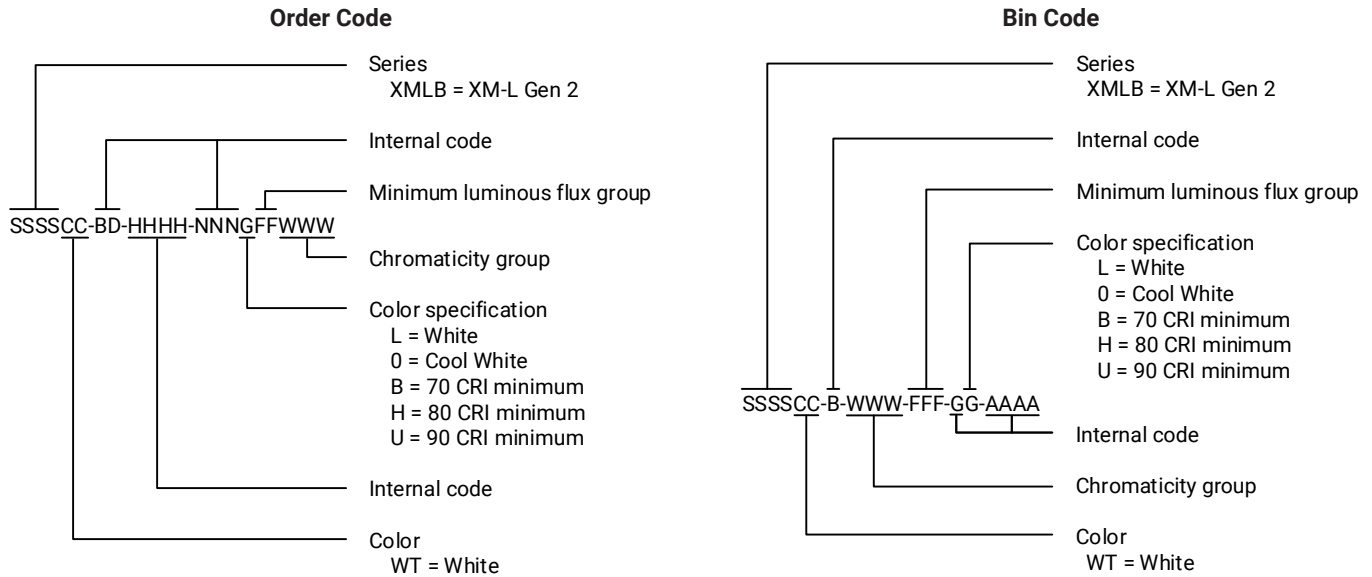 Order Code
Series
XMLB = XM-L Gen 2
Internal code
Minimum luminous flux group
SSSSCC-BD-HHHH-NNNGFFWWW
Chromaticity group
Color specification
L = White
0 = Cool White
B = 70 CRI minimum
H = 80 CRI minimum
U = 90 CRI minimum
Internal code
Color
WT = White
Bin Code
Series
XMLB = XM-L Gen 2
Internal code
Minimum luminous flux group
Color specification
L = White
0 = Cool White
B = 70 CRI minimum
H = 80 CRI minimum
U = 90 CRI minimum
SSSSCC-B-WWW-FFF-GG-AAAA
Internal code
Chromaticity group
Color
WT = White